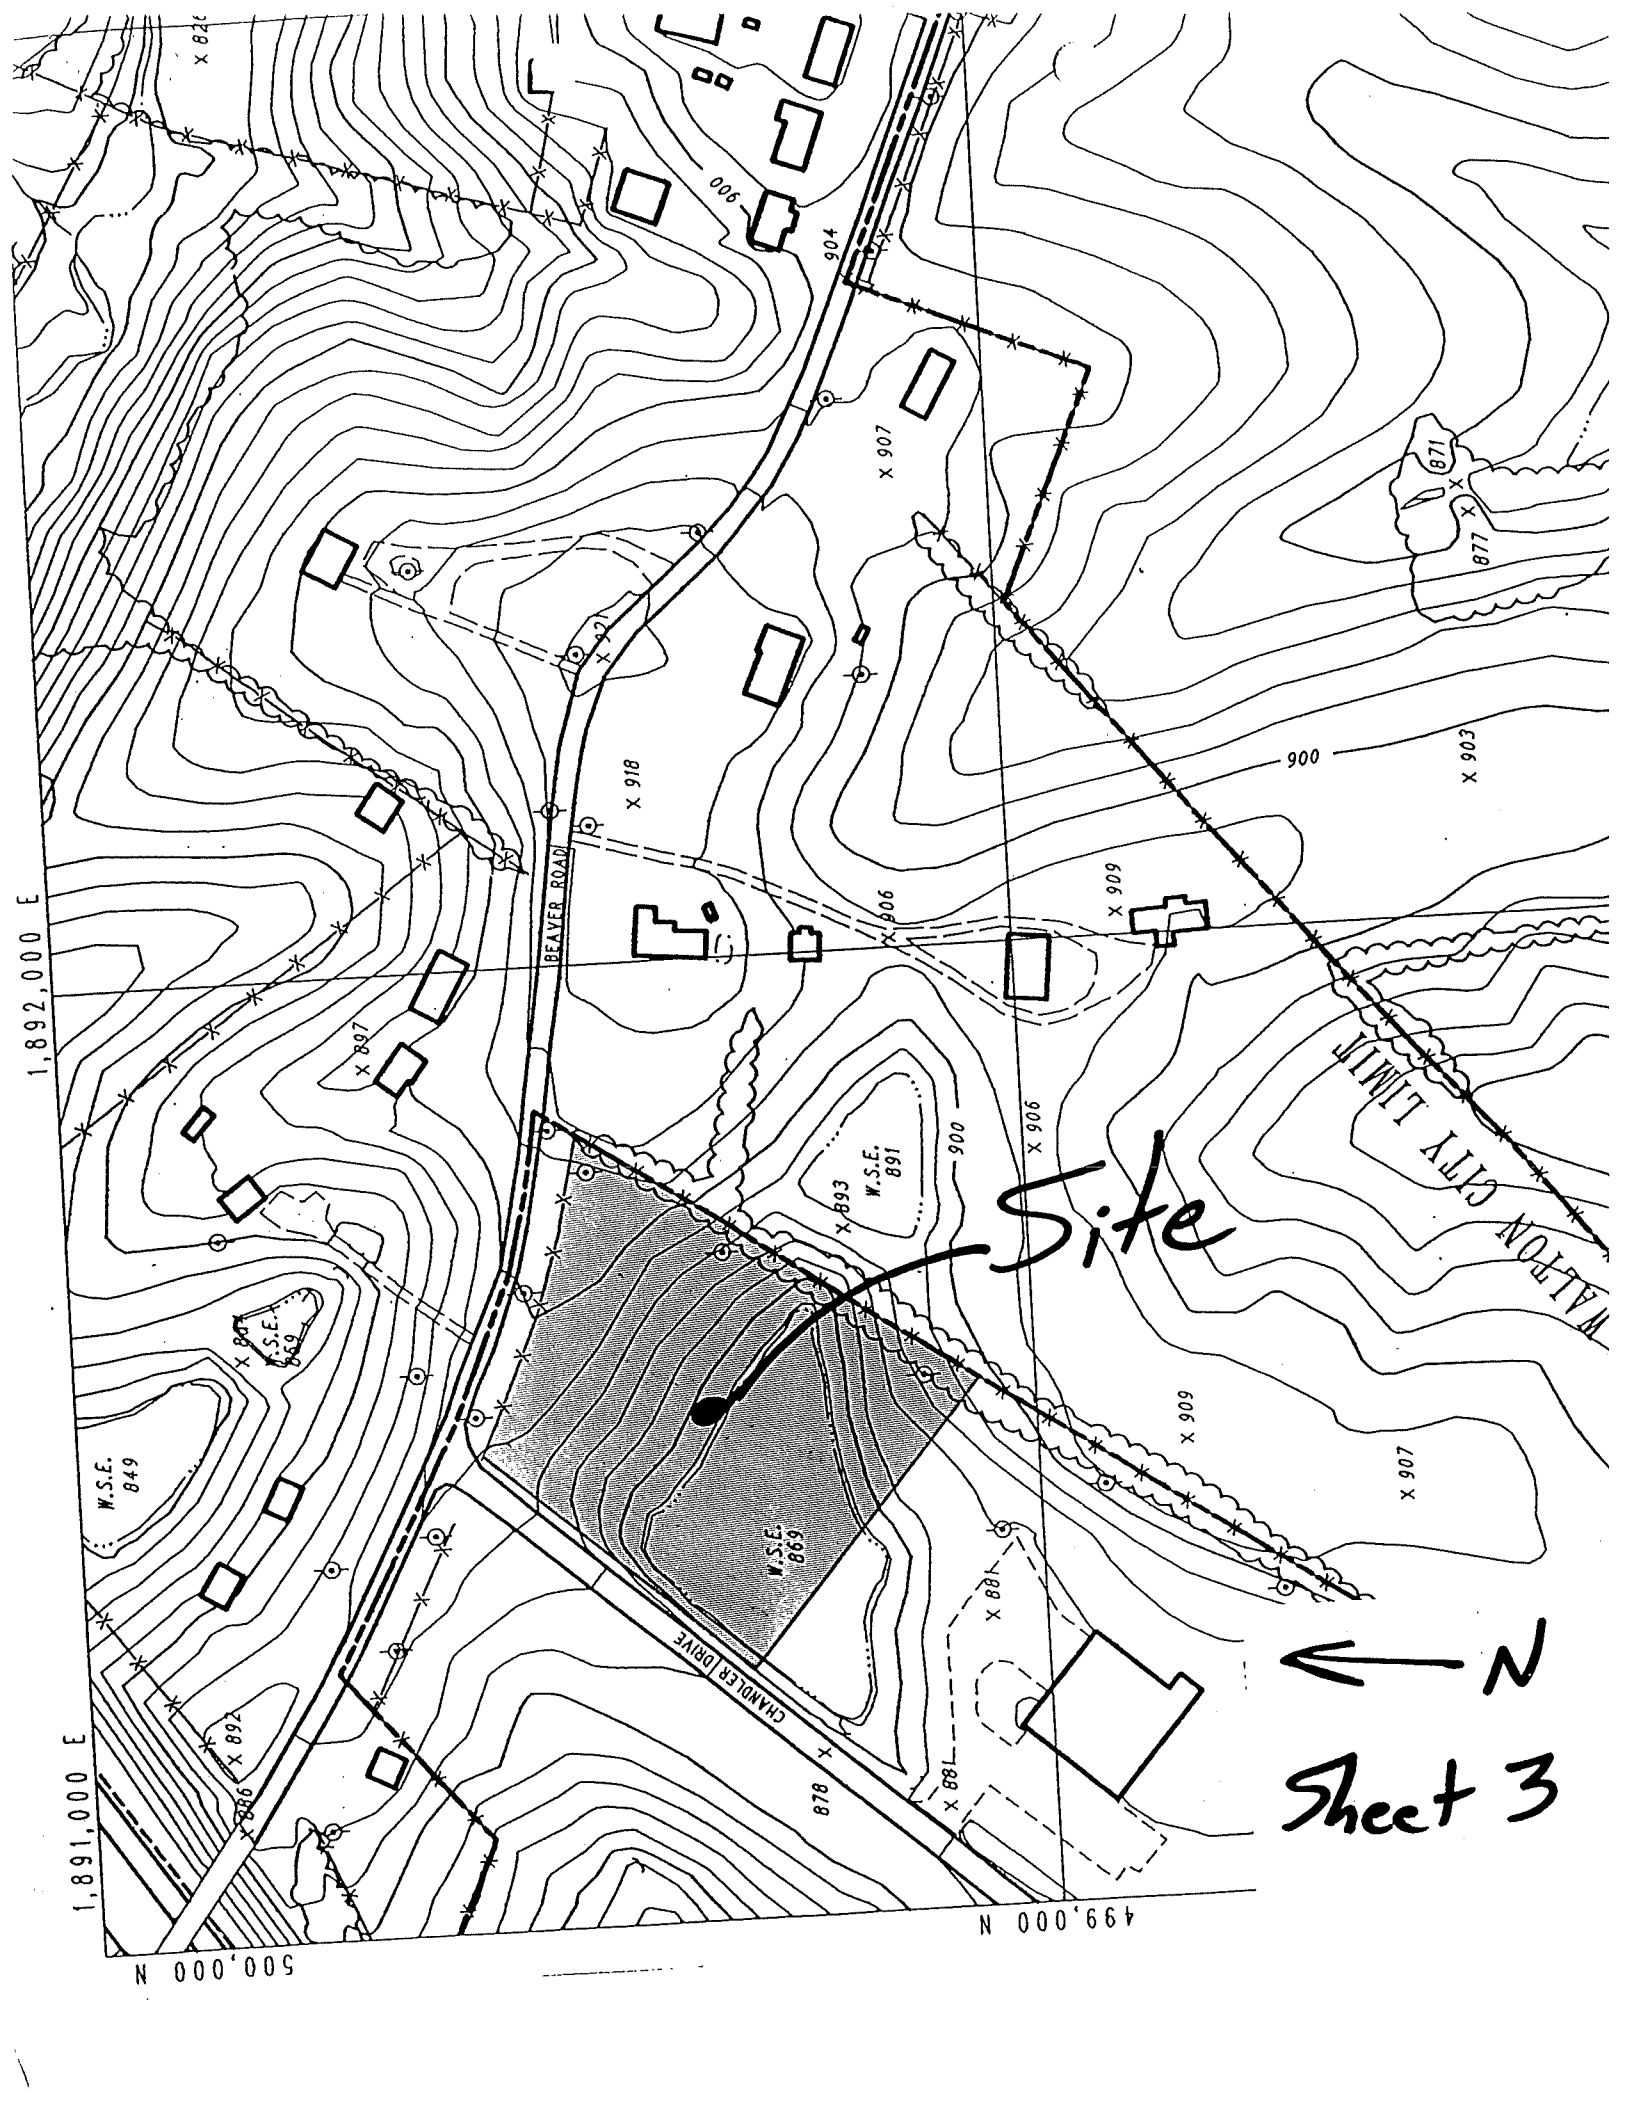 900
904
X 907
871
877
X 918
900
X 903
BEAVER ROAD
906
X 909
1,892,000 E
X 897
W.S.E.
891
X 893
900
X 906
WALTON CITY LIMIT
Site
W.S.E.
869
W.S.E.
849
W.S.E.
869
X 909
X 907
X 881
CHANDLER DRIVE
N
X 892
886
878
X 881
Sheet 3
1,891,000 E
500,000 N
499,000 N